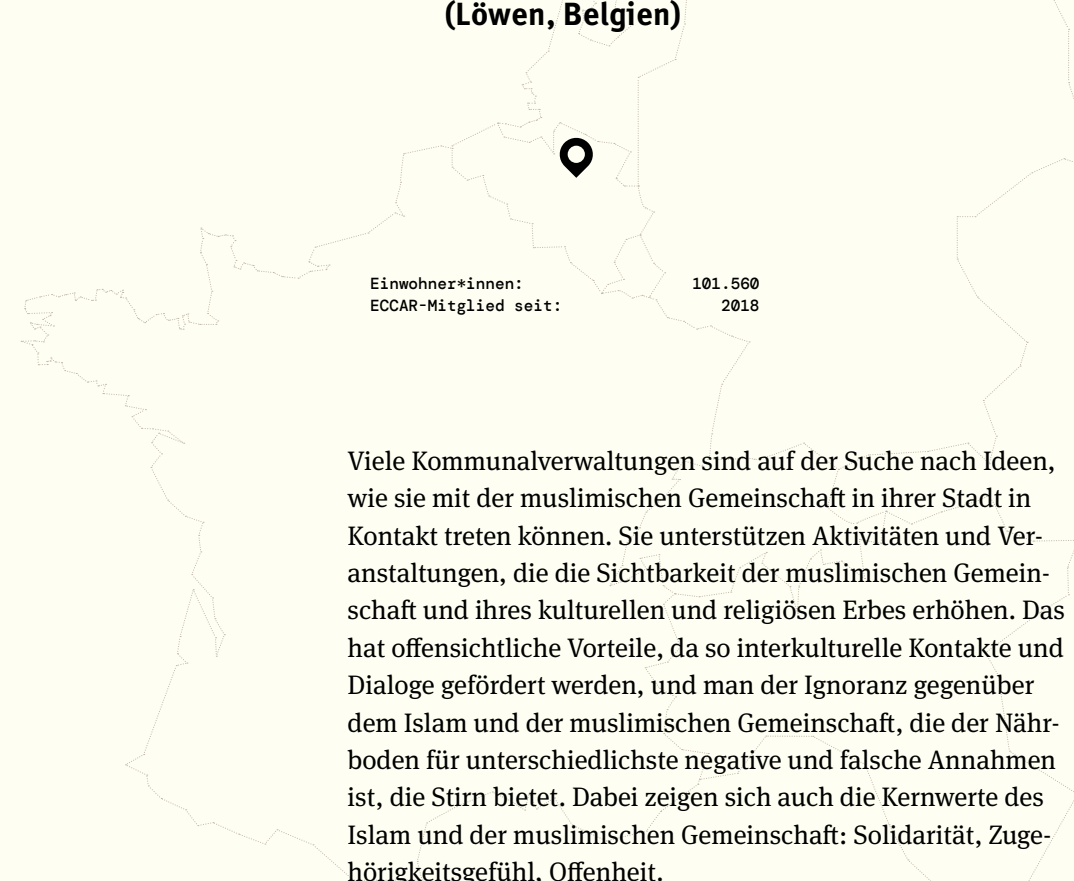 (Löwen, Belgien)
Einwohner*innen: 101.560
ECCAR-Mitglied seit: 2018
Viele Kommunalverwaltungen sind auf der Suche nach Ideen,
wie sie mit der muslimischen Gemeinschaft in ihrer Stadt in
Kontakt treten können. Sie unterstützen Aktivitäten und Ver-
anstaltungen, die die Sichtbarkeit der muslimischen Gemein-
schaft und ihres kulturellen und religiösen Erbes erhöhen. Das
hat offensichtliche Vorteile, da so interkulturelle Kontakte und
Dialoge gefördert werden, und man der Ignoranz gegenüber
dem Islam und der muslimischen Gemeinschaft, die der Nähr-
boden für unterschiedlichste negative und falsche Annahmen
ist, die Stirn bietet. Dabei zeigen sich auch die Kernwerte des
Islam und der muslimischen Gemeinschaft: Solidarität, Zuge-
hörigkeitsgefühl, Offenheit.